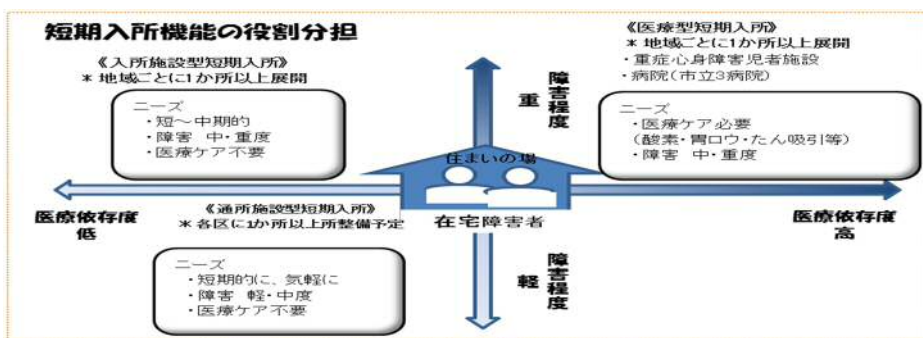 短期入所機能の役割分担
《入所施設型短期入所》
＊地域ごとに1か所以上展開
ニーズ
・短～中期的
・障害　中・重度
・医療ケア不要
障害程度
重
《医療型短期入所》
＊地域ごとに1か所以上展開
・重症心身障害児者施設
・病院（市立3病院）
ニーズ
・医療ケア必要
（酸素・胃ロウ・たん吸引等）
・障害　中・重度
住まいの場
在宅障害者
医療依存度
低
医療依存度
高
《通所施設型短期入所》
＊各区に1か所以上所整備予定
ニーズ
・短期的に、気軽に
・障害　軽・中度
・医療ケア不要
障害程度
軽